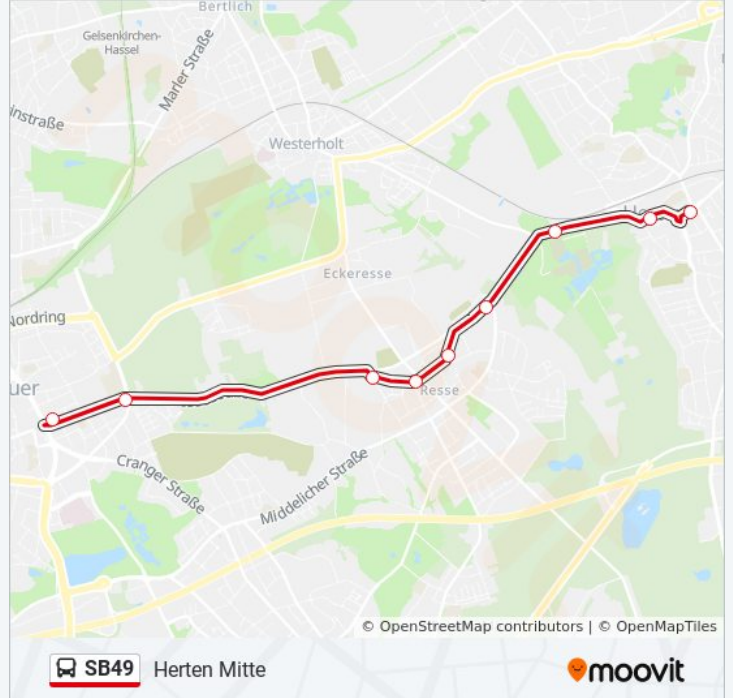 Bertlich
Gelsenkirchen-
Hassel
Marler Straße
Westerholt
Eckeresse
Resse
Cranger Straße
Middelicher Straße
© OpenStreetMap contributors | © OpenMapTiles
SB49 Herten Mitte
moovit